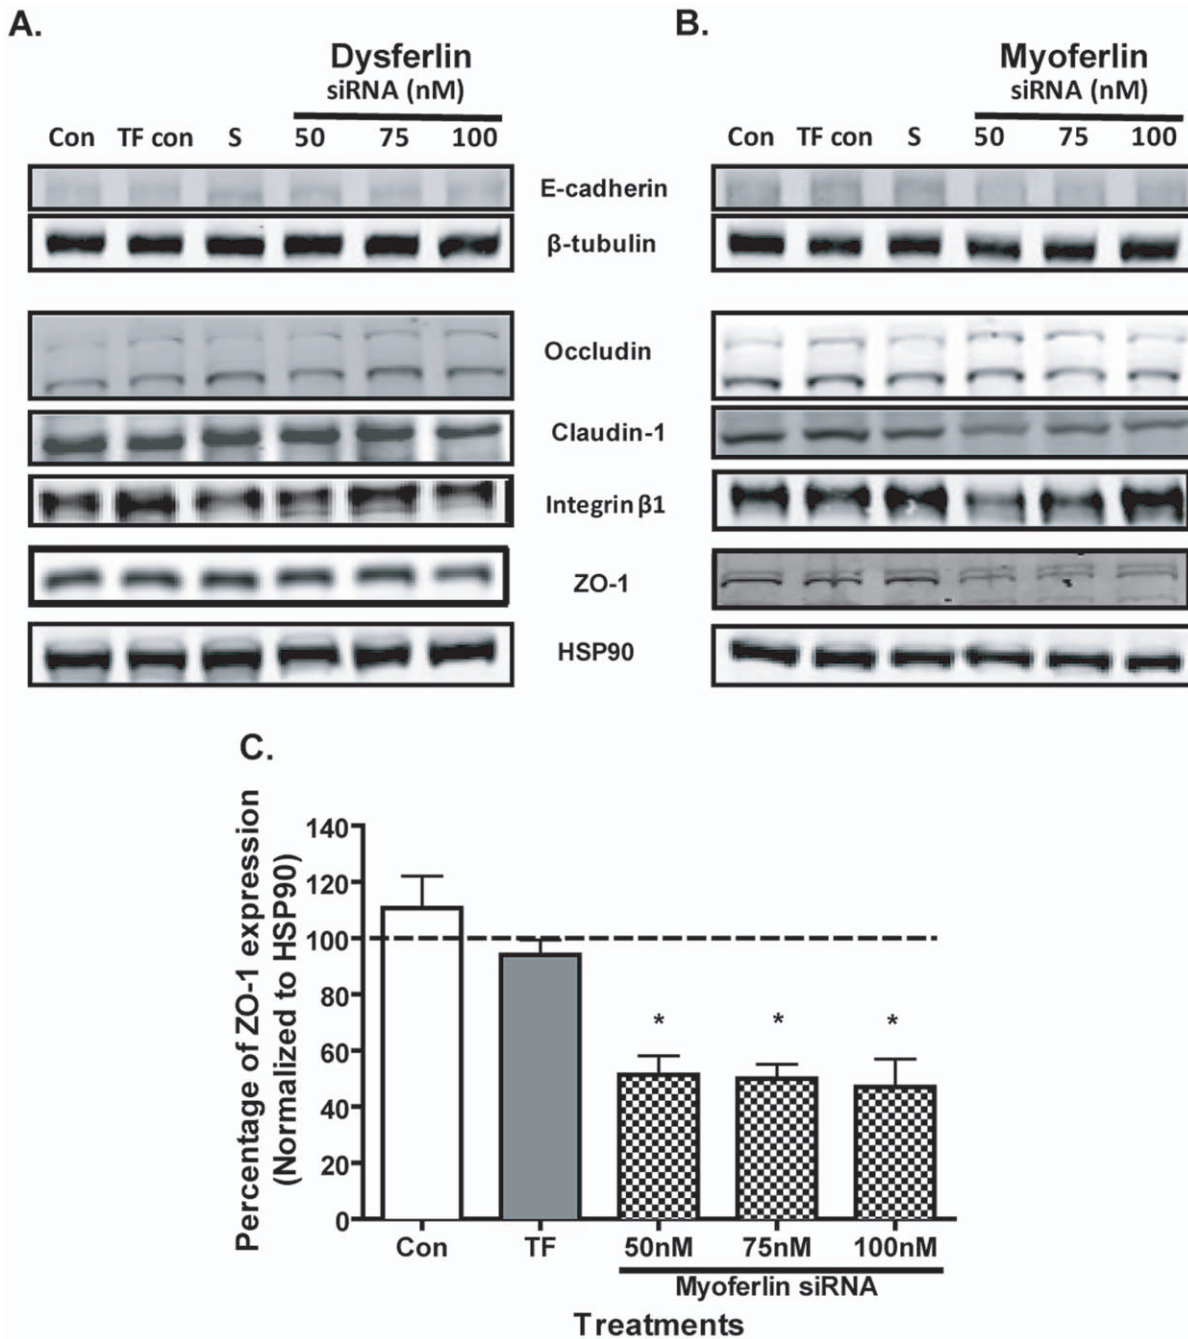 A.
Dysferlin
siRNA (nM)
Con TF con S 50 75 100
B.
Myoferlin
siRNA (nM)
Con TF con S 50 75 100
E-cadherin
β-tubulin
Occludin
Claudin-1
Integrin β1
ZO-1
HSP90
C.
Percentage of ZO-1 expression
(Normalized to HSP90)
140
120
100
80
60
40
20
0
* * *
Con TF 50nM 75nM 100nM
Myoferlin siRNA
Treatments